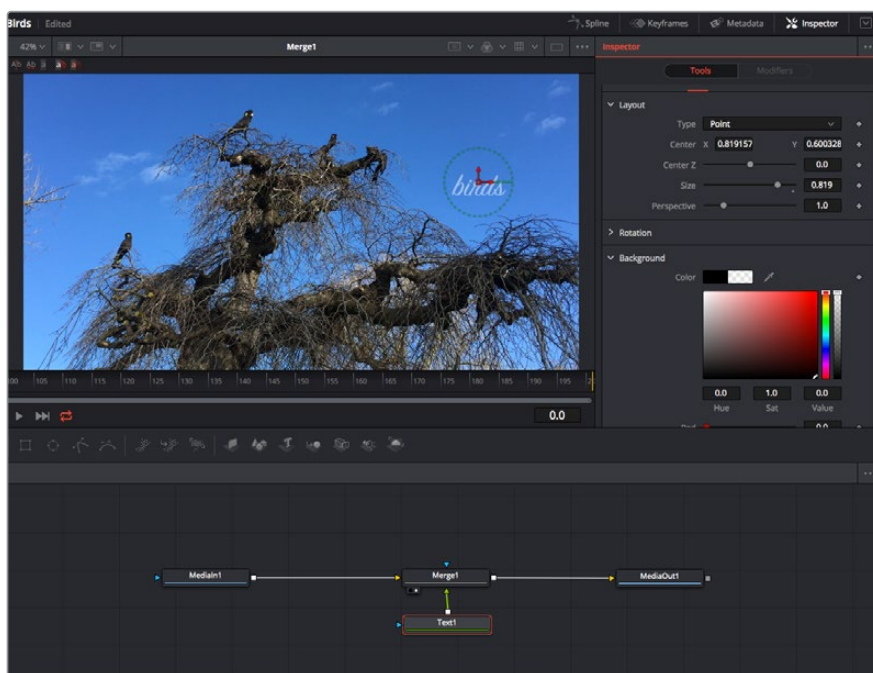 Birds Edited Spline Keyframes Metadata Inspector
42% Merge1 Inspector
Tools Modifiers
Layout
Type Point
Center X 0.819157 Y 0.600328
Center Z 0.0
birds
Size 0.819
Perspective 1.0
Rotation
Background
Color
105 110 115 120 125 130 135 140 145 150 155 160 165 170 175 180 185 190 195
0.0 1.0 0.0
Hue Sat Value
0.0
0.0
MediaIn1 Merge1 MediaOut1
Text1